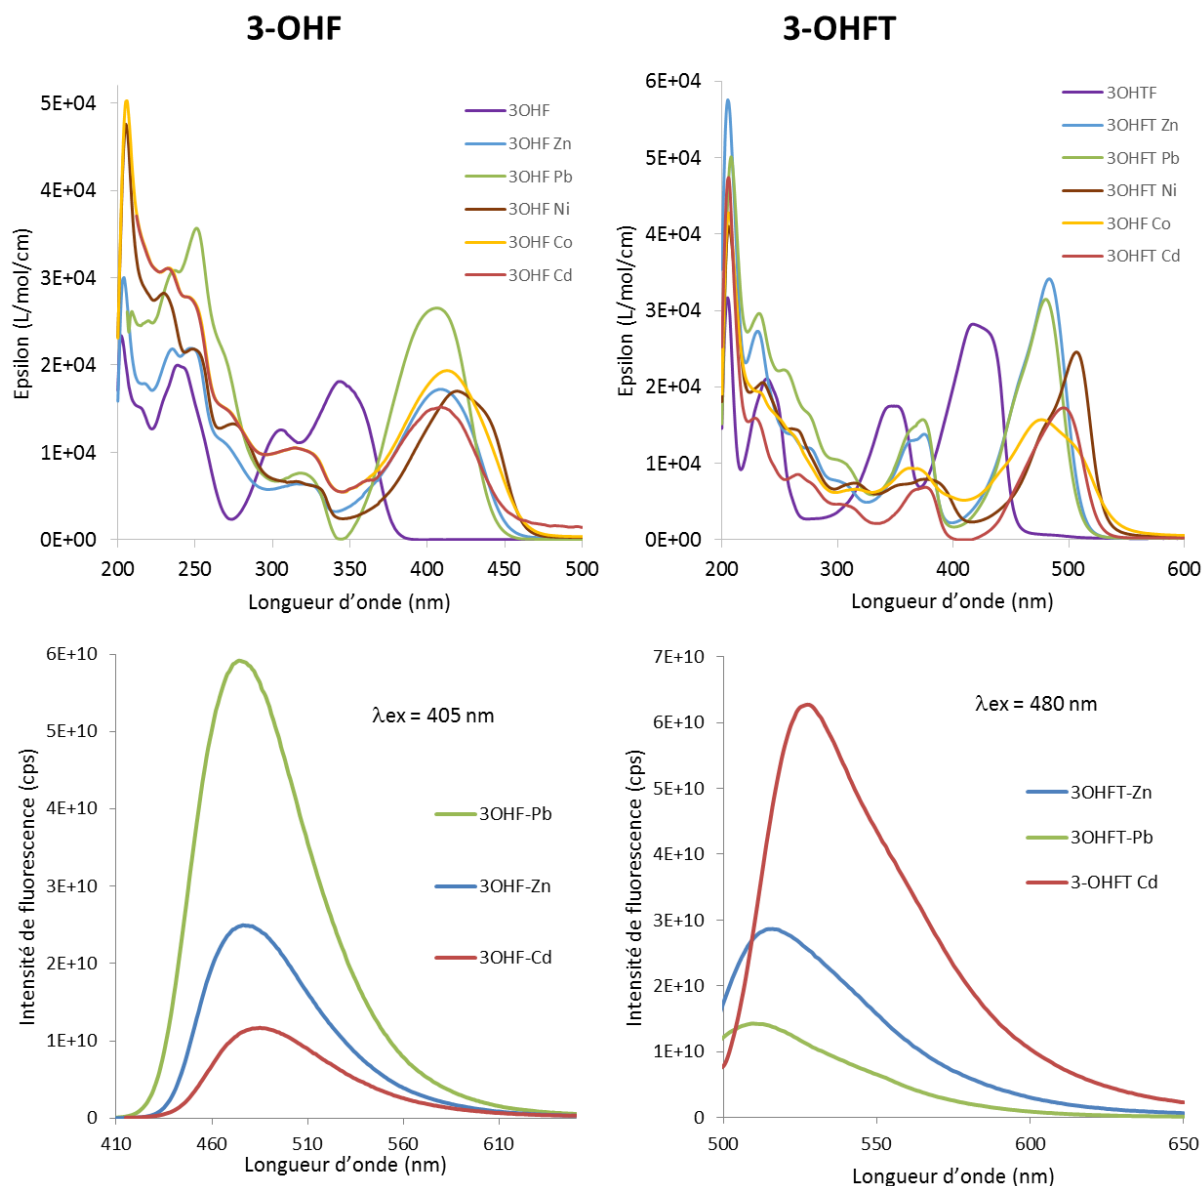 3-OHF
3-OHFT
Epsilon (L/mol/cm)
5E+04
4E+04
3E+04
2E+04
1E+04
0E+00
200
250
300
350
400
450
500
Longueur d’onde (nm)
3OHF
3OHF Zn
3OHF Pb
3OHF Ni
3OHF Co
3OHF Cd
Epsilon (L/mol/cm)
6E+04
5E+04
4E+04
3E+04
2E+04
1E+04
0E+00
200
300
400
500
600
Longueur d’onde (nm)
3OHTF
3OHFT Zn
3OHFT Pb
3OHFT Ni
3OHF Co
3OHFT Cd
Intensité de fluorescence (cps)
6E+10
5E+10
4E+10
3E+10
2E+10
1E+10
0
410
460
510
560
610
Longueur d’onde (nm)
λex = 405 nm
3OHF-Pb
3OHF-Zn
3OHF-Cd
Intensité de fluorescence (cps)
7E+10
6E+10
5E+10
4E+10
3E+10
2E+10
1E+10
0
500
550
600
650
Longueur d’onde (nm)
λex = 480 nm
3OHFT-Zn
3OHFT-Pb
3-OHFT Cd